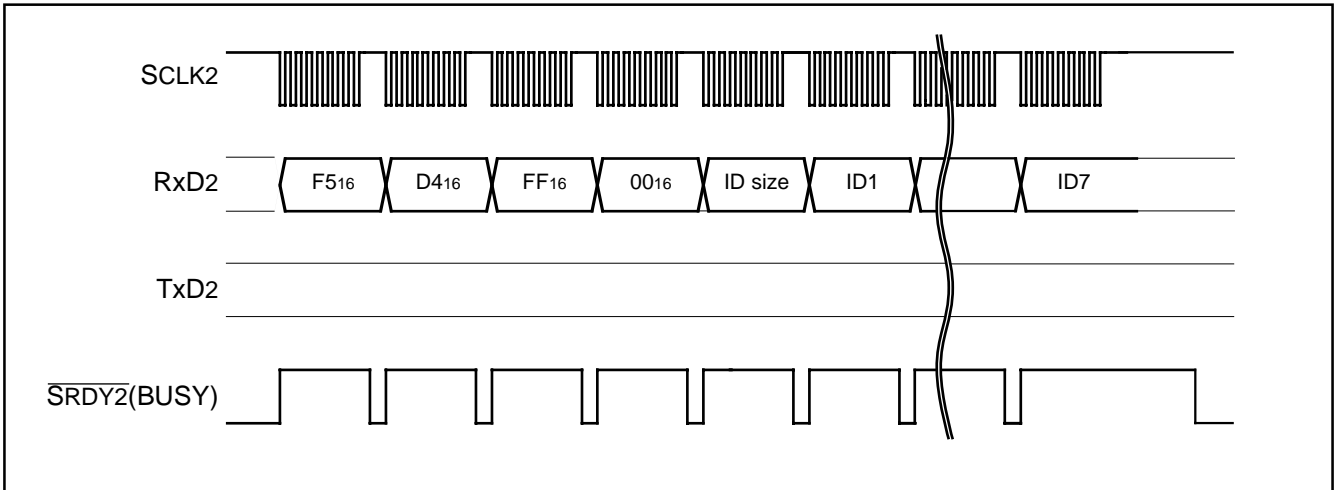 SCLK2
RxD2 F516 D416 FF16 0016 ID size ID1 ID7
TxD2
SRDY2(BUSY)